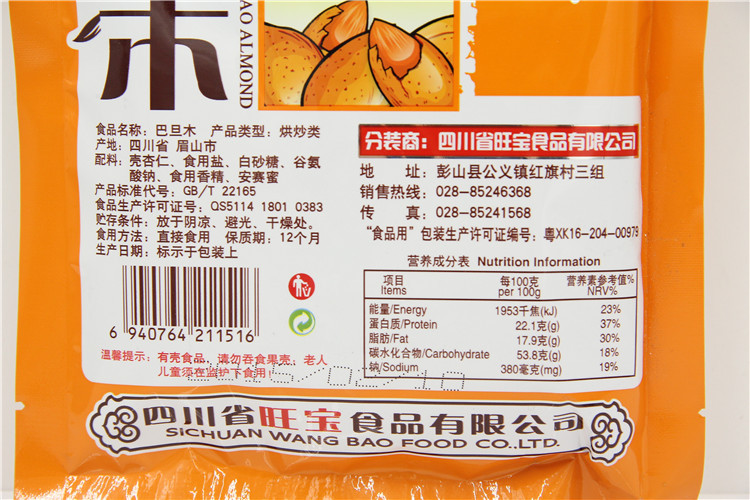 木
BAO ALMOND
食品名称：巴旦木 产品类型：烘炒类
产地：四川省 眉山市
配料：壳杏仁、食用盐、白砂糖、谷氨
酸钠、食用香精、安赛蜜
产品标准代号：GB/T 22165
食品生产许可证号：QS5114 1801 0383
贮存条件：放于阴凉、避光、干燥处。
食用方法：直接食用 保质期：12个月
生产日期：标示于包装上
6 940764 211516
温馨提示：有壳食品，请勿吞食果壳，老人
儿童须在监护下食用！
2015/02/10
分装商：四川省旺宝食品有限公司
地 址：彭山县公义镇红旗村三组
销售热线：028-85246368
传 真：028-85241568
“食品用”包装生产许可证编号：粤XK16-204-00979
营养成分表 Nutrition Information
项目 每100克 营养素参考值%
Items per 100g NRV%
能量/Energy 1953千焦(kJ) 23%
蛋白质/Protein 22.1克(g) 37%
脂肪/Fat 17.9克(g) 30%
碳水化合物/Carbohydrate 53.8克(g) 18%
钠/Sodium 380毫克(mg) 19%
四川省旺宝食品有限公司
SICHUAN WANG BAO FOOD CO.,LTD.